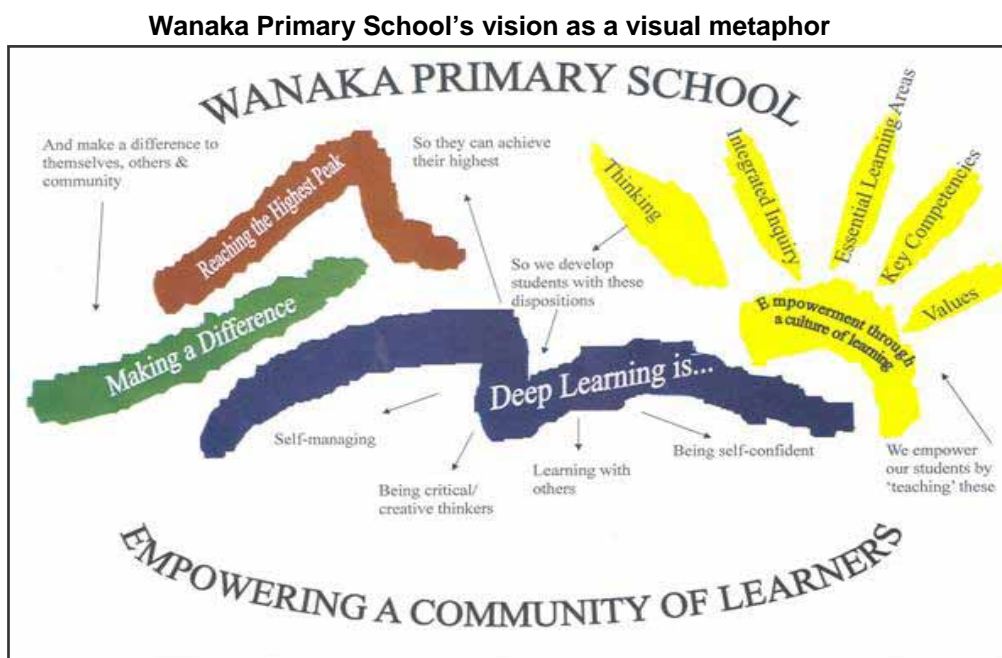 Wanaka Primary School's vision as a visual metaphor
WANAKA PRIMARY SCHOOL
And make a difference to
themselves, others &
community
So they can achieve
their highest
Reaching the Highest Peak
Making a Difference
Thinking
Integrated Inquiry
Essential Learning Areas
Key Competencies
Values
So we develop
students with these
dispositions
Empowerment through
a culture of learning
Deep Learning is...
Self-managing
Being critical/
creative thinkers
Learning with
others
Being self-confident
We empower
our students by
'teaching' these
EMPOWERING A COMMUNITY OF LEARNERS